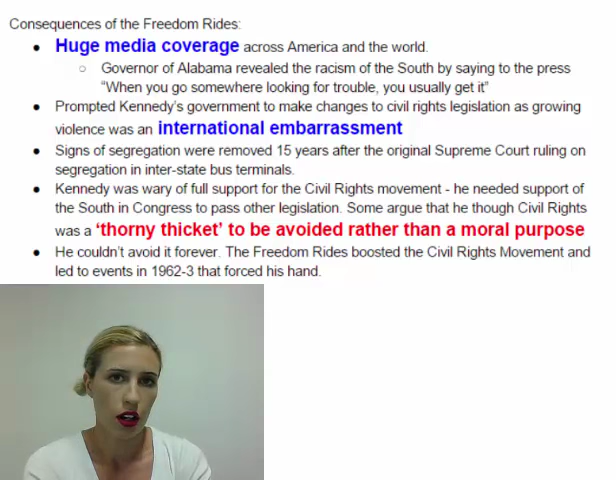 Consequences of the Freedom Rides:
● Huge media coverage across America and the world.
○ Governor of Alabama revealed the racism of the South by saying to the press
“When you go somewhere looking for trouble, you usually get it”
● Prompted Kennedy’s government to make changes to civil rights legislation as growing
violence was an international embarrassment
● Signs of segregation were removed 15 years after the original Supreme Court ruling on
segregation in inter-state bus terminals.
● Kennedy was wary of full support for the Civil Rights movement - he needed support of
the South in Congress to pass other legislation. Some argue that he though Civil Rights
was a ‘thorny thicket’ to be avoided rather than a moral purpose
● He couldn’t avoid it forever. The Freedom Rides boosted the Civil Rights Movement and
led to events in 1962-3 that forced his hand.